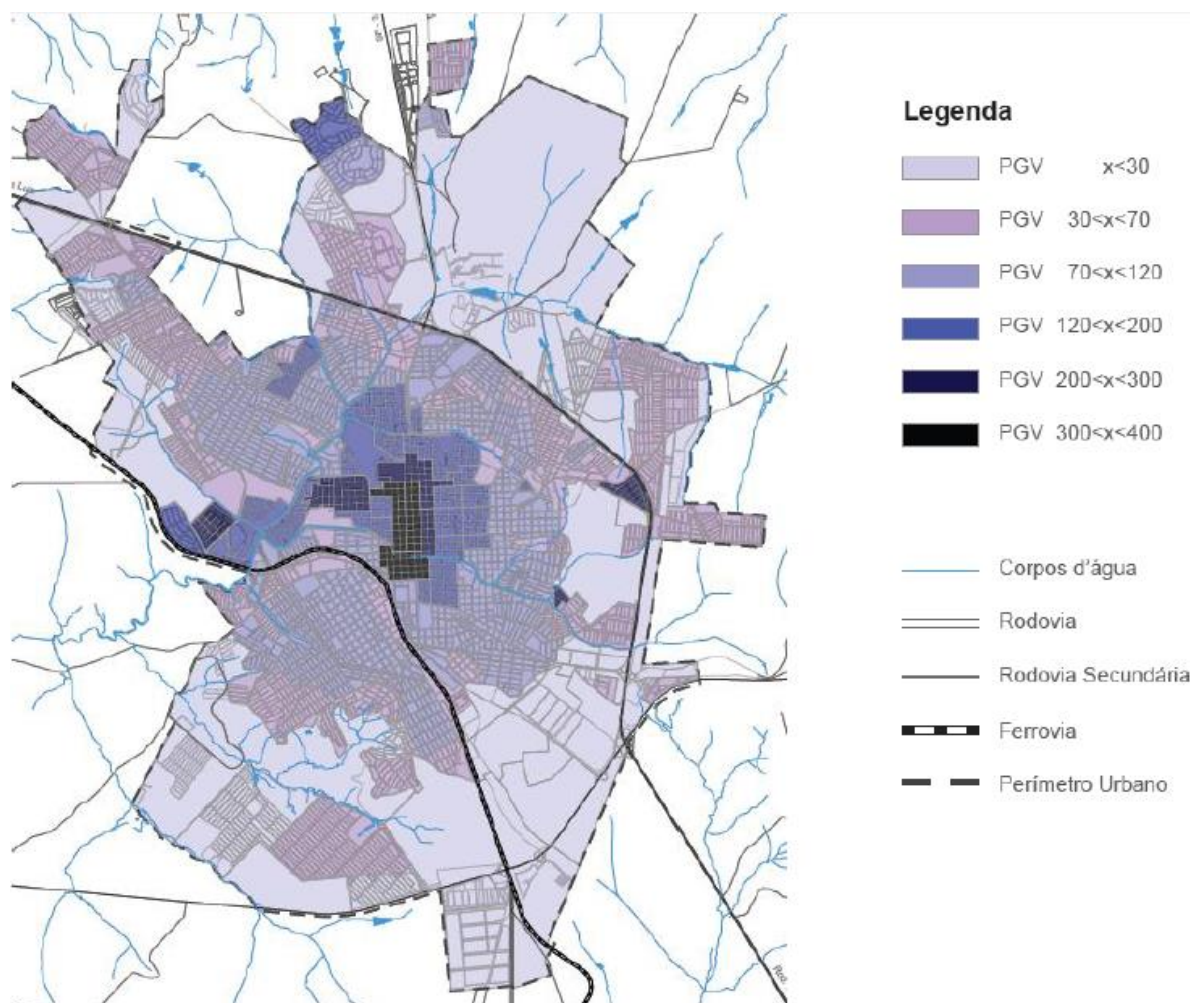 Legenda
PGV x<30
PGV 30<x<70
PGV 70<x<120
PGV 120<x<200
PGV 200<x<300
PGV 300<x<400
Corpos d'água
Rodovia
Rodovia Secundária
Ferrovia
Perímetro Urbano
Rod.